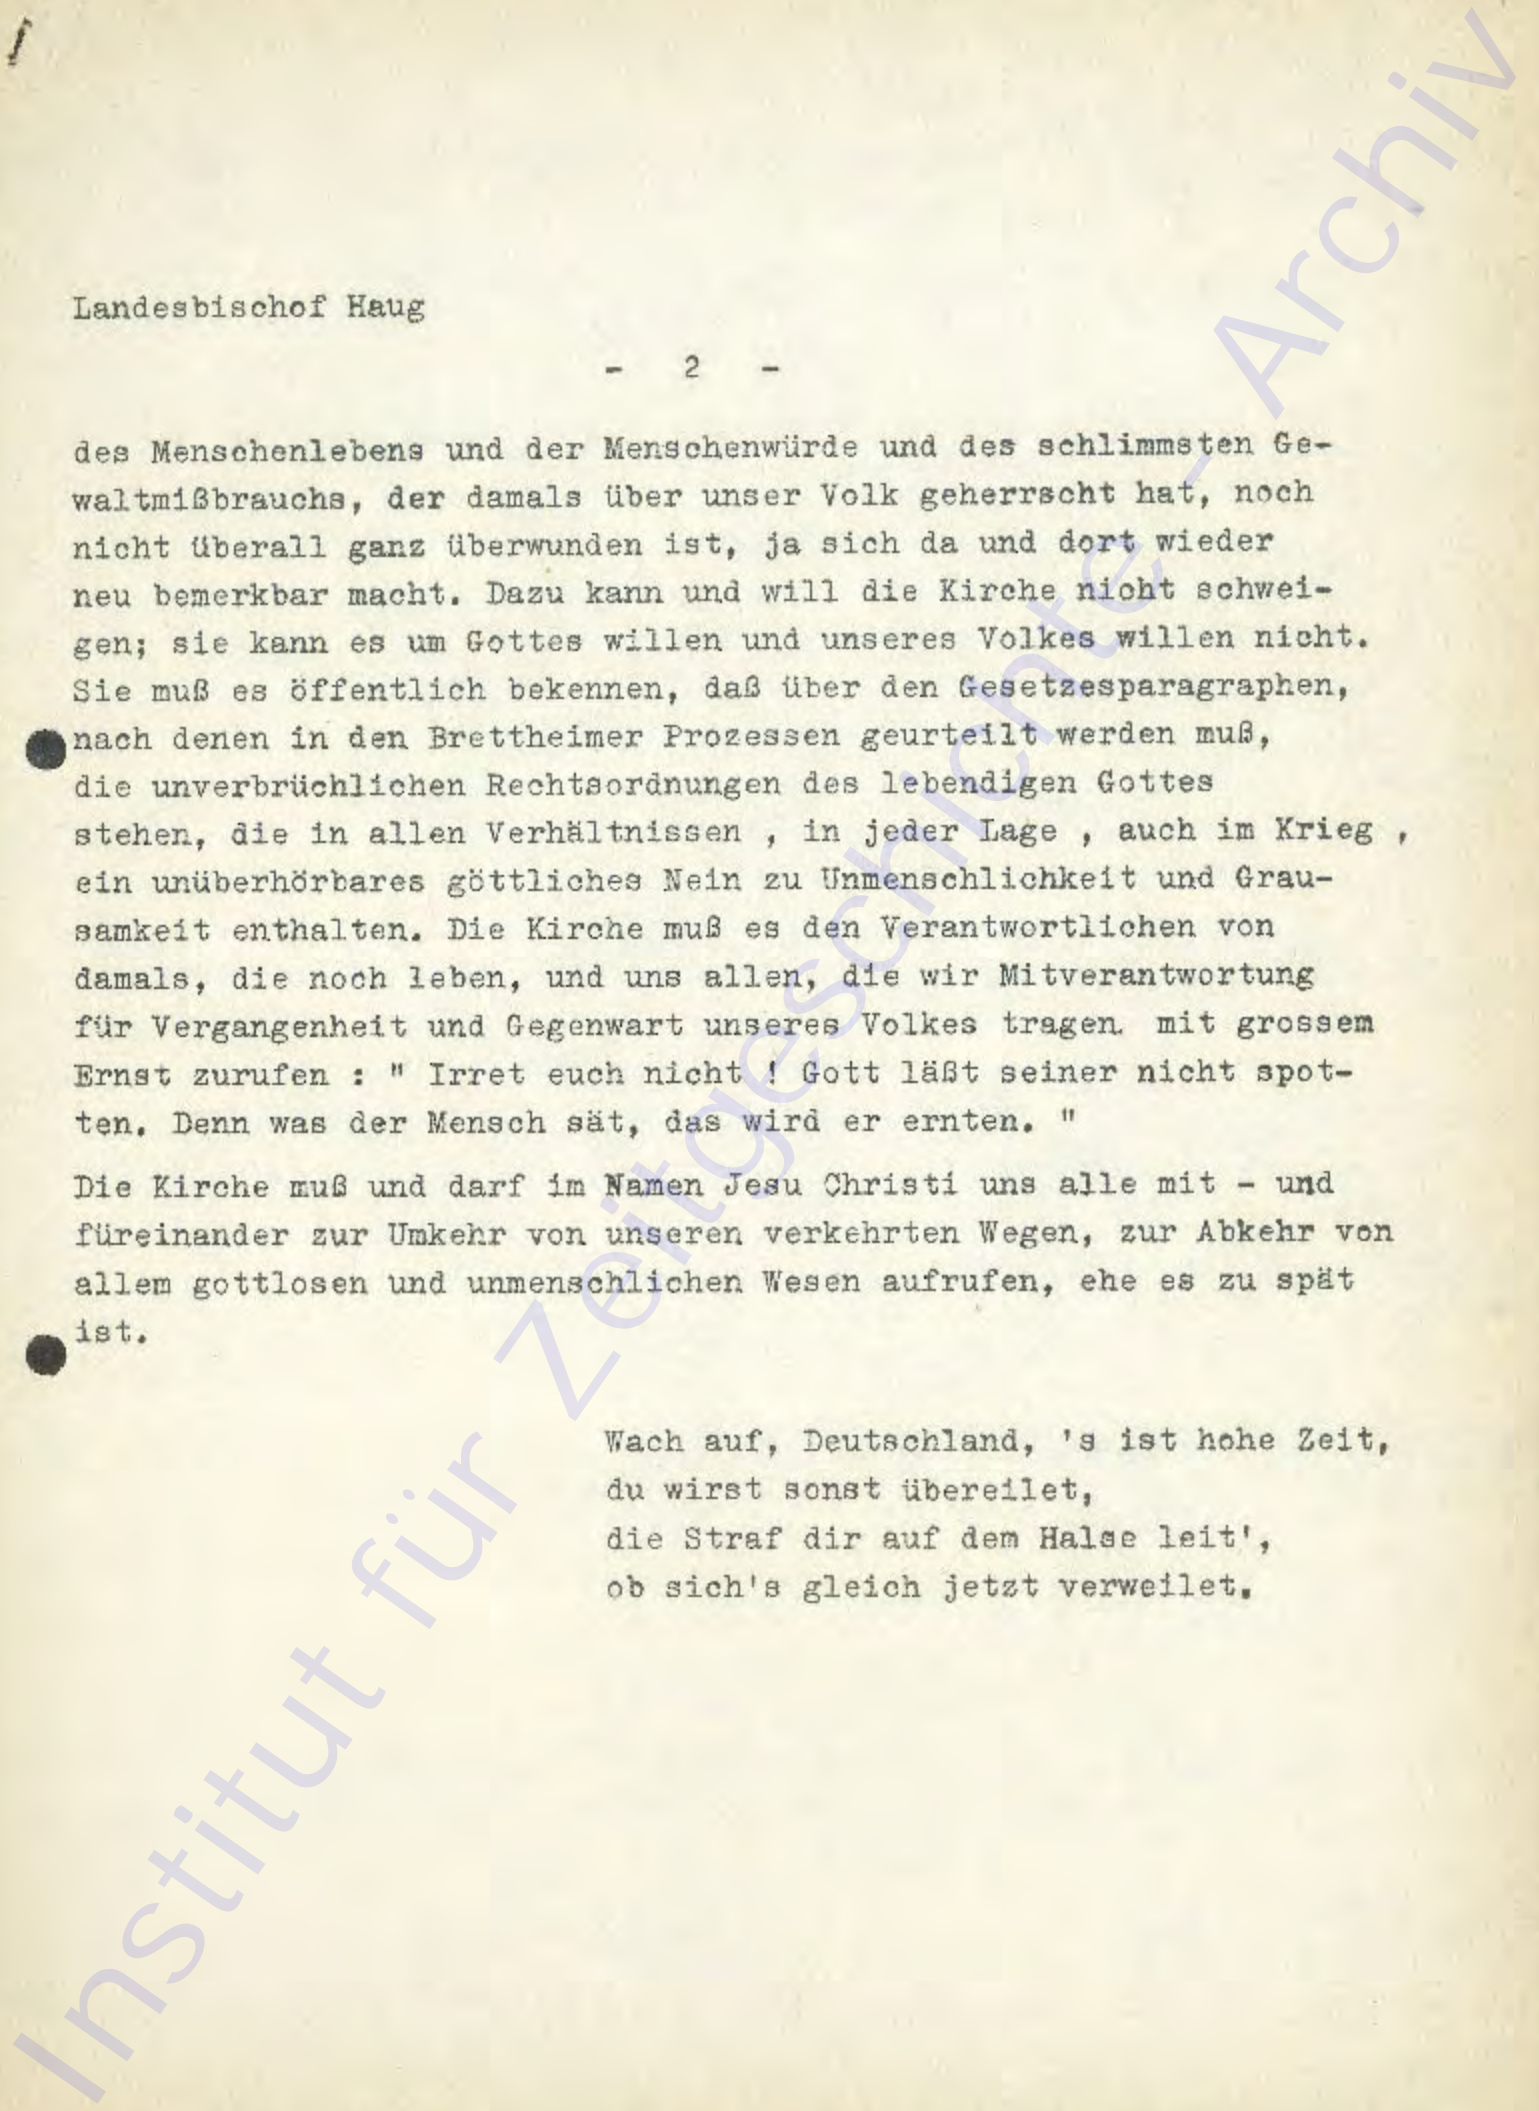 Landesbischof Haug
- 2 -
des Menschenlebens und der Menschenwürde und des schlimmsten Ge-
waltmißbrauchs, der damals über unser Volk geherrscht hat, noch
nicht überall ganz überwunden ist, ja sich da und dort wieder
neu bemerkbar macht. Dazu kann und will die Kirche nicht schwei-
gen; sie kann es um Gottes willen und unseres Volkes willen nicht.
Sie muß es öffentlich bekennen, daß über den Gesetzesparagraphen,
nach denen in den Brettheimer Prozessen geurteilt werden muß,
die unverbrüchlichen Rechtsordnungen des lebendigen Gottes
stehen, die in allen Verhältnissen , in jeder Lage , auch im Krieg ,
ein unüberhörbares göttliches Nein zu Unmenschlichkeit und Grau-
samkeit enthalten. Die Kirche muß es den Verantwortlichen von
damals, die noch leben, und uns allen, die wir Mitverantwortung
für Vergangenheit und Gegenwart unseres Volkes tragen. mit grossem
Ernst zurufen : " Irret euch nicht ! Gott läßt seiner nicht spot-
ten. Denn was der Mensch sät, das wird er ernten. "
Die Kirche muß und darf im Namen Jesu Christi uns alle mit - und
füreinander zur Umkehr von unseren verkehrten Wegen, zur Abkehr von
allem gottlosen und unmenschlichen Wesen aufrufen, ehe es zu spät
ist.
Wach auf, Deutschland, 's ist hohe Zeit,
du wirst sonst übereilet,
die Straf dir auf dem Halse leit',
ob sich's gleich jetzt verweilet.
Institut für Zeitgeschichte - Archiv